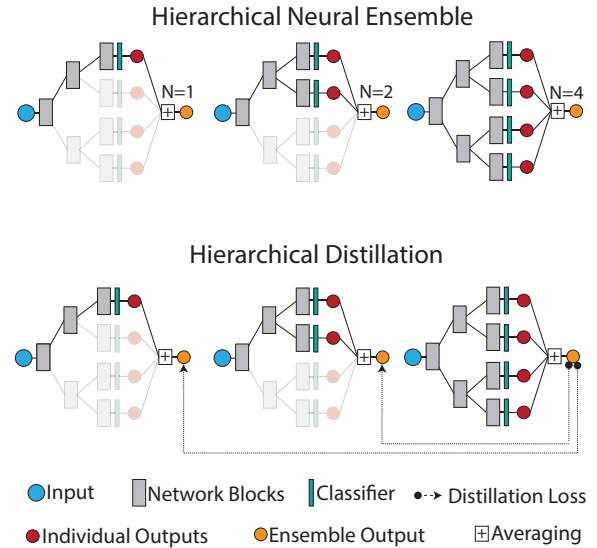 Hierarchical Neural Ensemble
N=1
N=2
N=4
+
+
+
Hierarchical Distillation
+
+
+
Input
Network Blocks
Classifier
Distillation Loss
Individual Outputs
Ensemble Output
+ Averaging